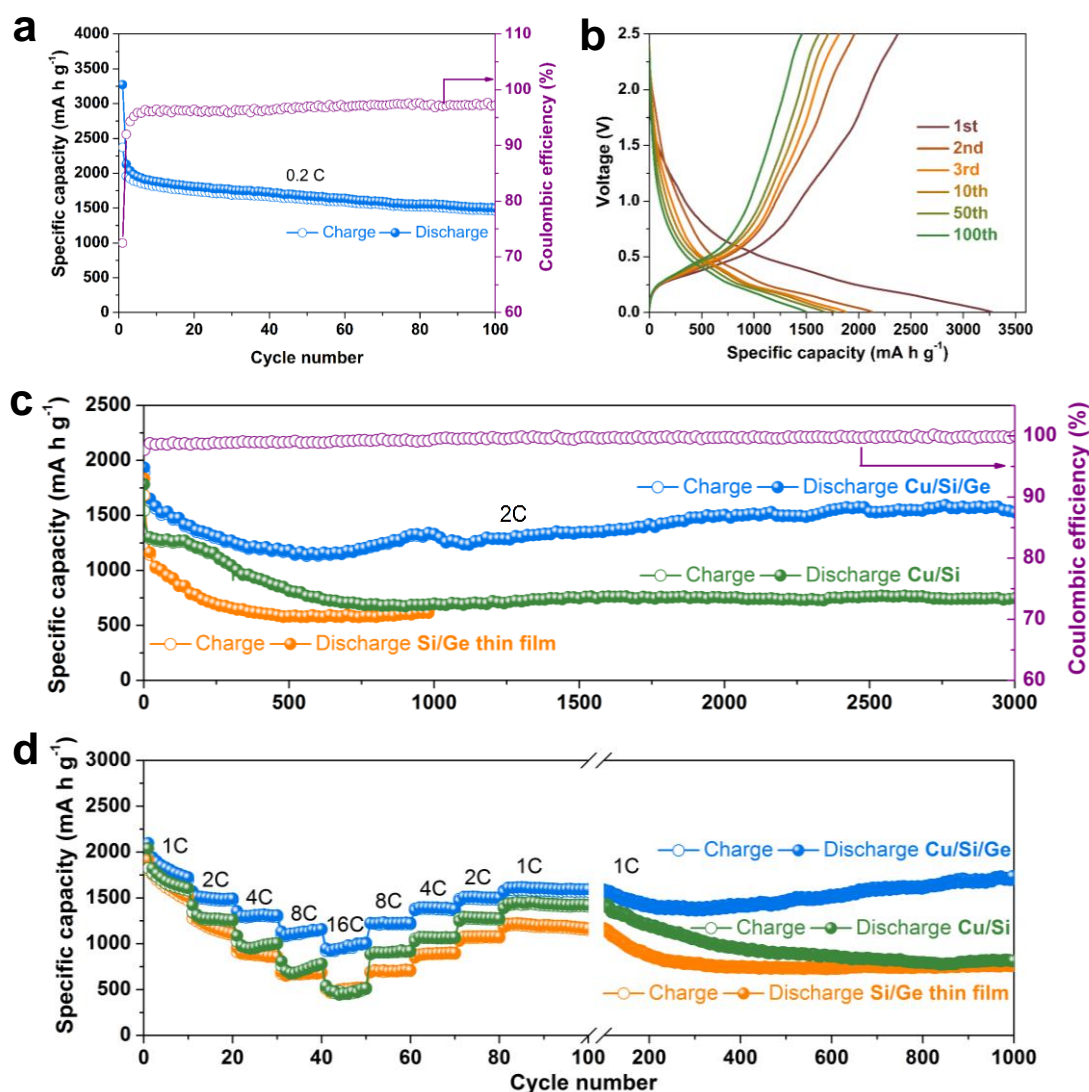 a
4000
3500
3000
2500
2000
1500
1000
500
0
Specific capacity (mA h g⁻¹)
0.2 C
Charge Discharge
110
100
90
80
70
60
Coulombic efficiency (%)
0 20 40 60 80 100
Cycle number
b
2.5
2.0
1.5
1.0
0.5
0.0
Voltage (V)
1st
2nd
3rd
10th
50th
100th
0 500 1000 1500 2000 2500 3000 3500
Specific capacity (mA h g⁻¹)
c
2500
2000
1500
1000
500
0
Specific capacity (mA h g⁻¹)
Charge Discharge Cu/Si/Ge
2C
Charge Discharge Cu/Si
Charge Discharge Si/Ge thin film
100
90
80
70
60
Coulombic efficiency (%)
0 500 1000 1500 2000 2500 3000
d
3000
2500
2000
1500
1000
500
0
Specific capacity (mA h g⁻¹)
1C 2C 4C 8C 16C 8C 4C 2C 1C 1C
Charge Discharge Cu/Si/Ge
Charge Discharge Cu/Si
Charge Discharge Si/Ge thin film
0 20 40 60 80 100 200 400 600 800 1000
Cycle number